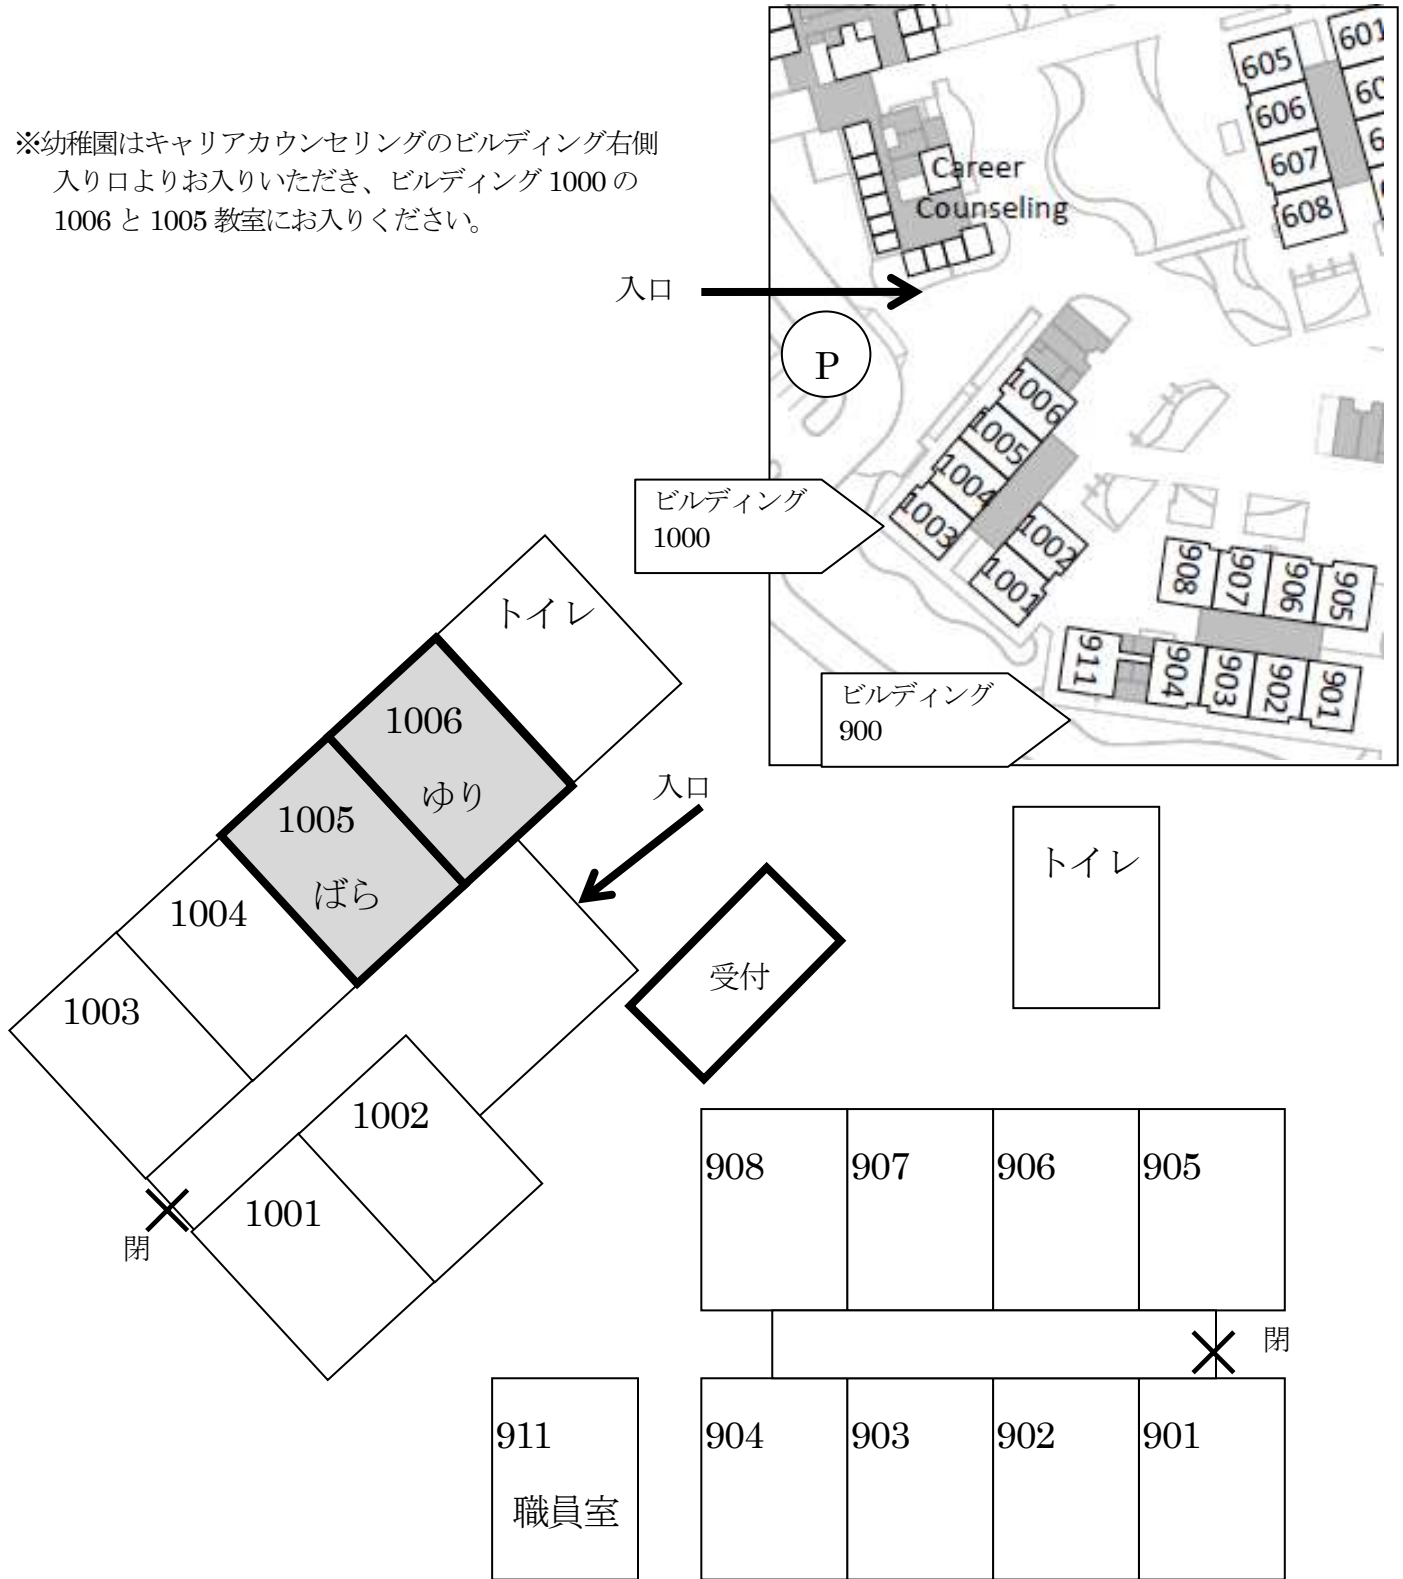 ※幼稚園はキャリアカウンセリングのビルディング右側
入り口よりお入りいただき、ビルディング 1000 の
1006 と 1005 教室にお入りください。
601
605
606
607
608
Career
Counseling
入口
P
1006
1005
1004
1003
1002
1001
ビルディング
1000
908
907
906
905
911
904
903
902
901
ビルディング
900
トイレ
1006
ゆり
1005
ばら
1004
1003
入口
受付
トイレ
1002
1001
閉
908
907
906
905
閉
911
職員室
904
903
902
901